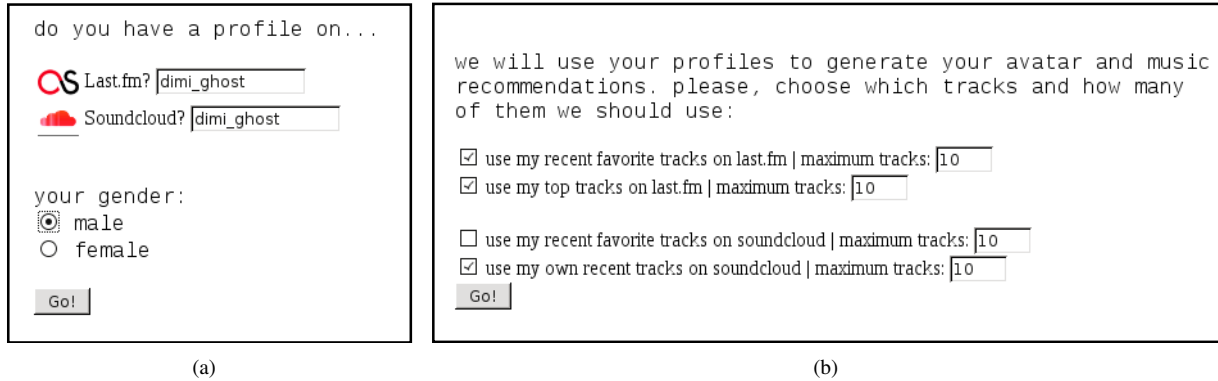 do you have a profile on...
Last.fm? dimi_ghost
Soundcloud? dimi_ghost
your gender:
male
female
Go!
(a)
we will use your profiles to generate your avatar and music
recommendations. please, choose which tracks and how many
of them we should use:
use my recent favorite tracks on last.fm | maximum tracks: 10
use my top tracks on last.fm | maximum tracks: 10
use my recent favorite tracks on soundcloud | maximum tracks: 10
use my own recent tracks on soundcloud | maximum tracks: 10
Go!
(b)